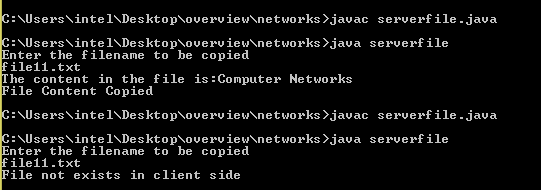 C:\Users\intel\Desktop\overview\networks>javac serverfile.java
C:\Users\intel\Desktop\overview\networks>java serverfile
Enter the filename to be copied
file11.txt
The content in the file is:Computer Networks
File Content Copied
C:\Users\intel\Desktop\overview\networks>javac serverfile.java
C:\Users\intel\Desktop\overview\networks>java serverfile
Enter the filename to be copied
file11.txt
File not exists in client side